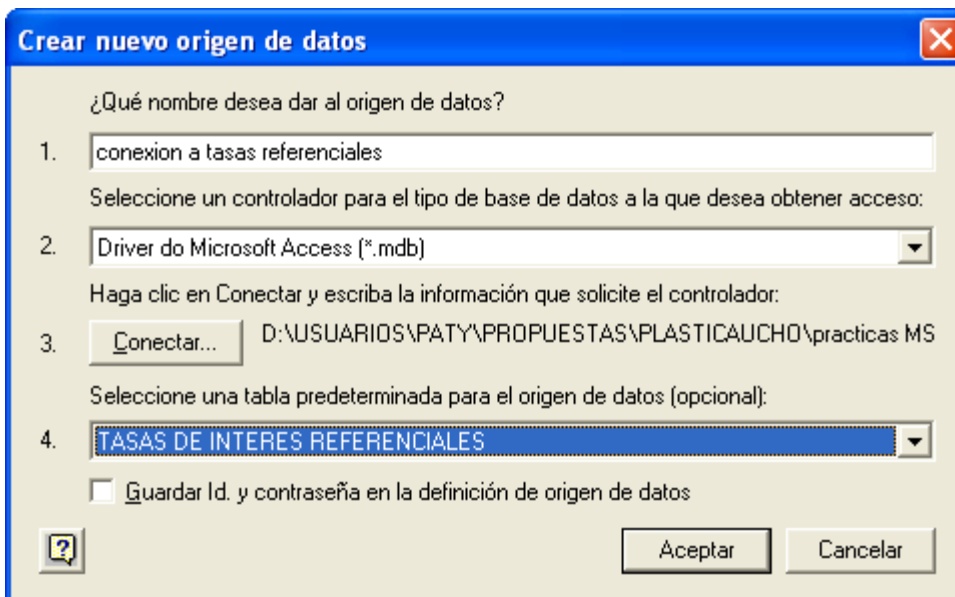 Crear nuevo origen de datos
¿Qué nombre desea dar al origen de datos?
1. conexion a tasas referenciales
Seleccione un controlador para el tipo de base de datos a la que desea obtener acceso:
2. Driver do Microsoft Access (*.mdb)
Haga clic en Conectar y escriba la información que solicite el controlador:
3. Conectar... D:\USUARIOS\PATY\PROPUESTAS\PLASTICAUCHO\practicas MS
Seleccione una tabla predeterminada para el origen de datos (opcional):
4. TASAS DE INTERES REFERENCIALES
Guardar Id. y contraseña en la definición de origen de datos
? Aceptar Cancelar